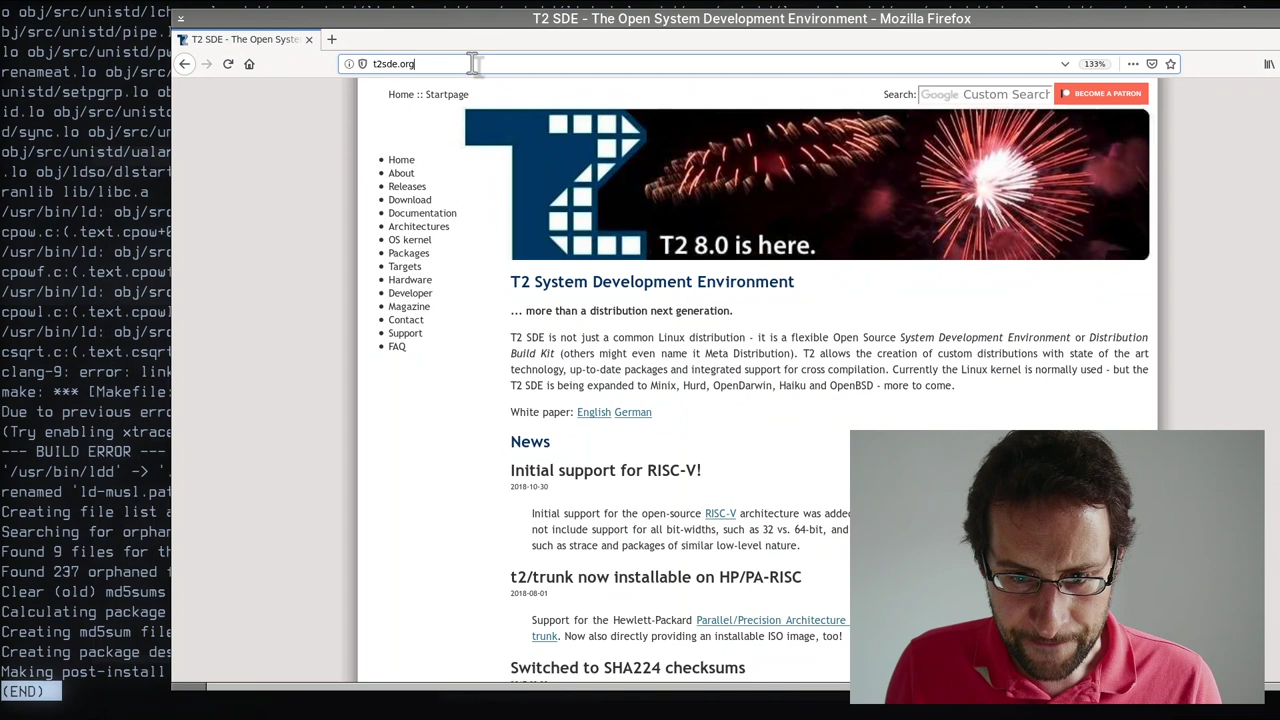 T2 SDE - The Open System Development Environment - Mozilla Firefox
T2 SDE - The Open Syste
t2sde.org
133%
Home :: Startpage
Search:
Google Custom Search
BECOME A PATRON
T2 8.0 is here.
Home
About
Releases
Download
Documentation
Architectures
OS kernel
Packages
Targets
Hardware
Developer
Magazine
Contact
Support
FAQ
T2 System Development Environment
... more than a distribution next generation.
T2 SDE is not just a common Linux distribution - it is a flexible Open Source System Development Environment or Distribution
Build Kit (others might even name it Meta Distribution). T2 allows the creation of custom distributions with state of the art
technology, up-to-date packages and integrated support for cross compilation. Currently the Linux kernel is normally used - but the
T2 SDE is being expanded to Minix, Hurd, OpenDarwin, Haiku and OpenBSD - more to come.
White paper: English German
News
Initial support for RISC-V!
2018-10-30
Initial support for the open-source RISC-V architecture was added
not include support for all bit-widths, such as 32 vs. 64-bit, and
such as strace and packages of similar low-level nature.
t2/trunk now installable on HP/PA-RISC
2018-08-01
Support for the Hewlett-Packard Parallel/Precision Architecture
trunk. Now also directly providing an installable ISO image, too!
Switched to SHA224 checksums
bj/src/unistd/pipe.
lo obj/src/unistd/p
renameat.lo obj/src
unistd/setpgrp.lo o
id.lo obj/src/unist
d/sync.lo obj/src/u
obj/src/unistd/ualar
.lo obj/ldso/dlstart
ranlib lib/libc.a
/usr/bin/ld: obj/src
cpow.c:(.text.cpow+0
/usr/bin/ld: obj/src
cpowf.c:(.text.cpowf
/usr/bin/ld: obj/src
cpowl.c:(.text.cpowl
/usr/bin/ld: obj/src
csqrt.c:(.text.csqrt
clang-9: error: link
make: *** [Makefile:
Due to previous erro
(Try enabling xtrace
--- BUILD ERROR ---
'/usr/bin/ldd' -> '.
renamed 'ld-musl.pat
Creating file list a
Searching for orphan
Found 9 files for th
Found 237 orphaned f
Clear (old) md5sums
Calculating package
Creating md5sum file
Creating package des
Making post-install
(END)